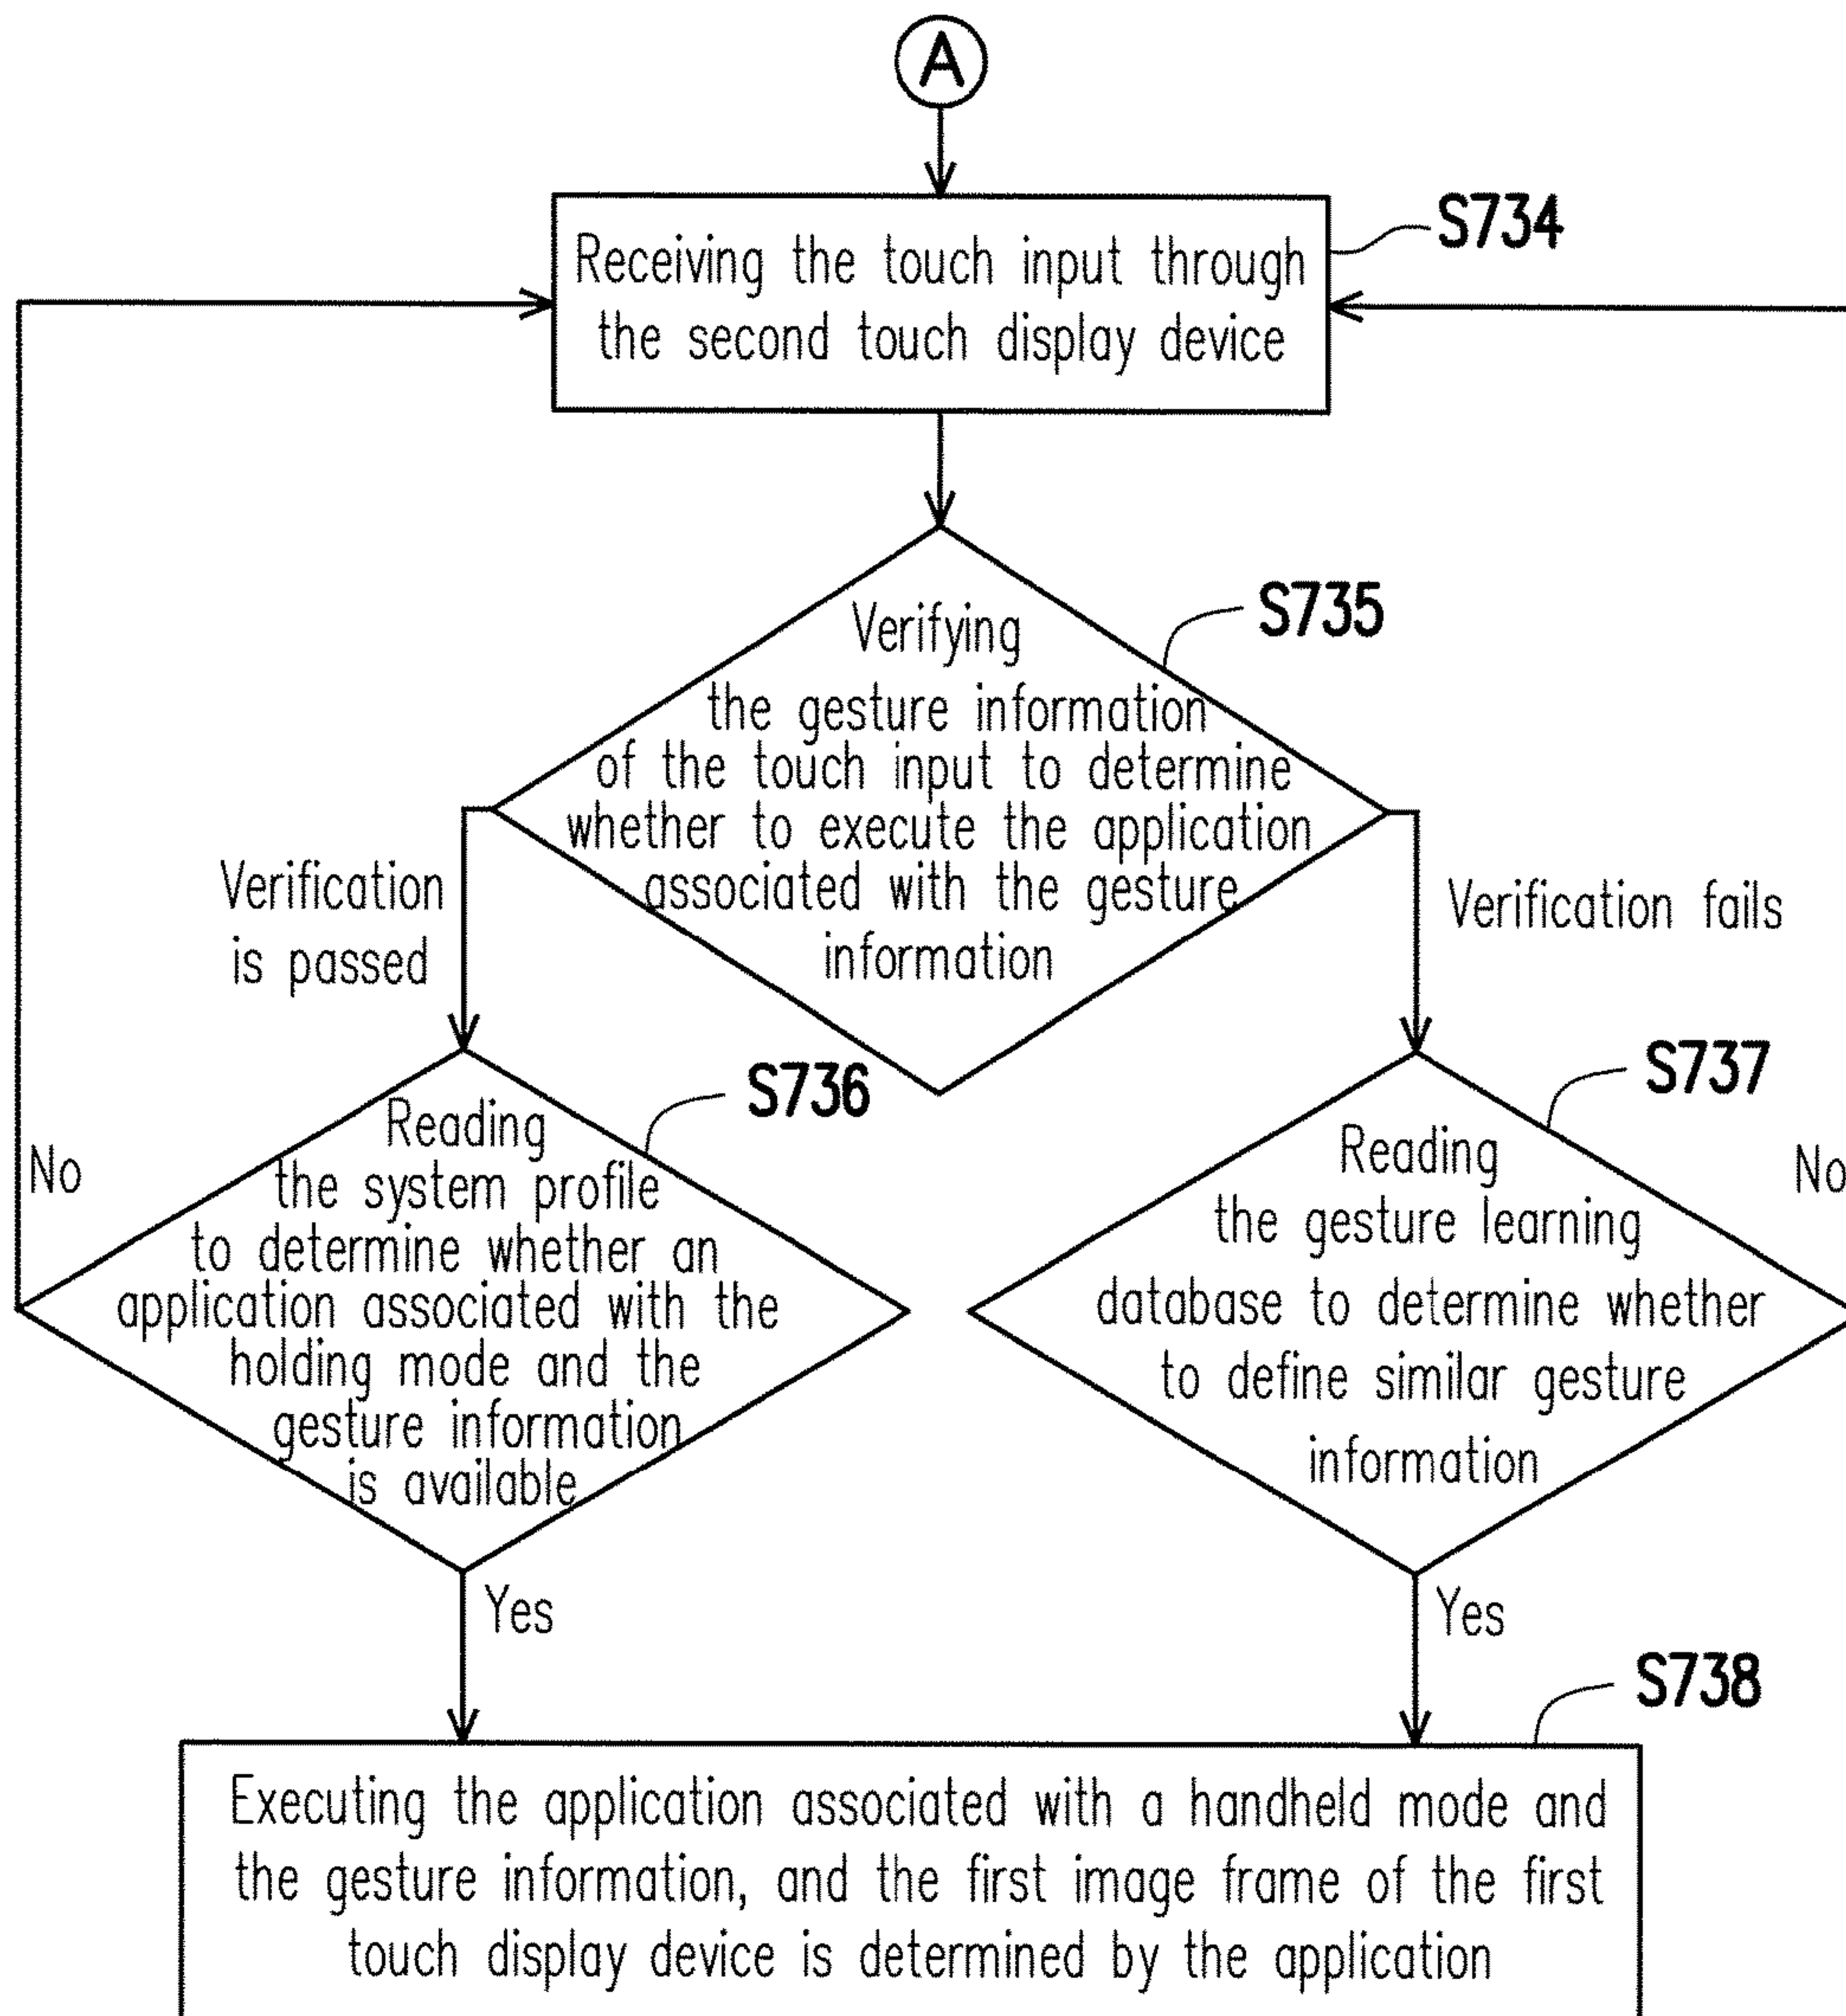 A
S734
Receiving the touch input through
the second touch display device
S735
Verifying
the gesture information
of the touch input to determine
whether to execute the application
associated with the gesture
information
Verification
is passed
Verification fails
S736
Reading
the system profile
to determine whether an
application associated with the
holding mode and the
gesture information
is available
No
S737
Reading
the gesture learning
database to determine whether
to define similar gesture
information
No
Yes
Yes
S738
Executing the application associated with a handheld mode and
the gesture information, and the first image frame of the first
touch display device is determined by the application